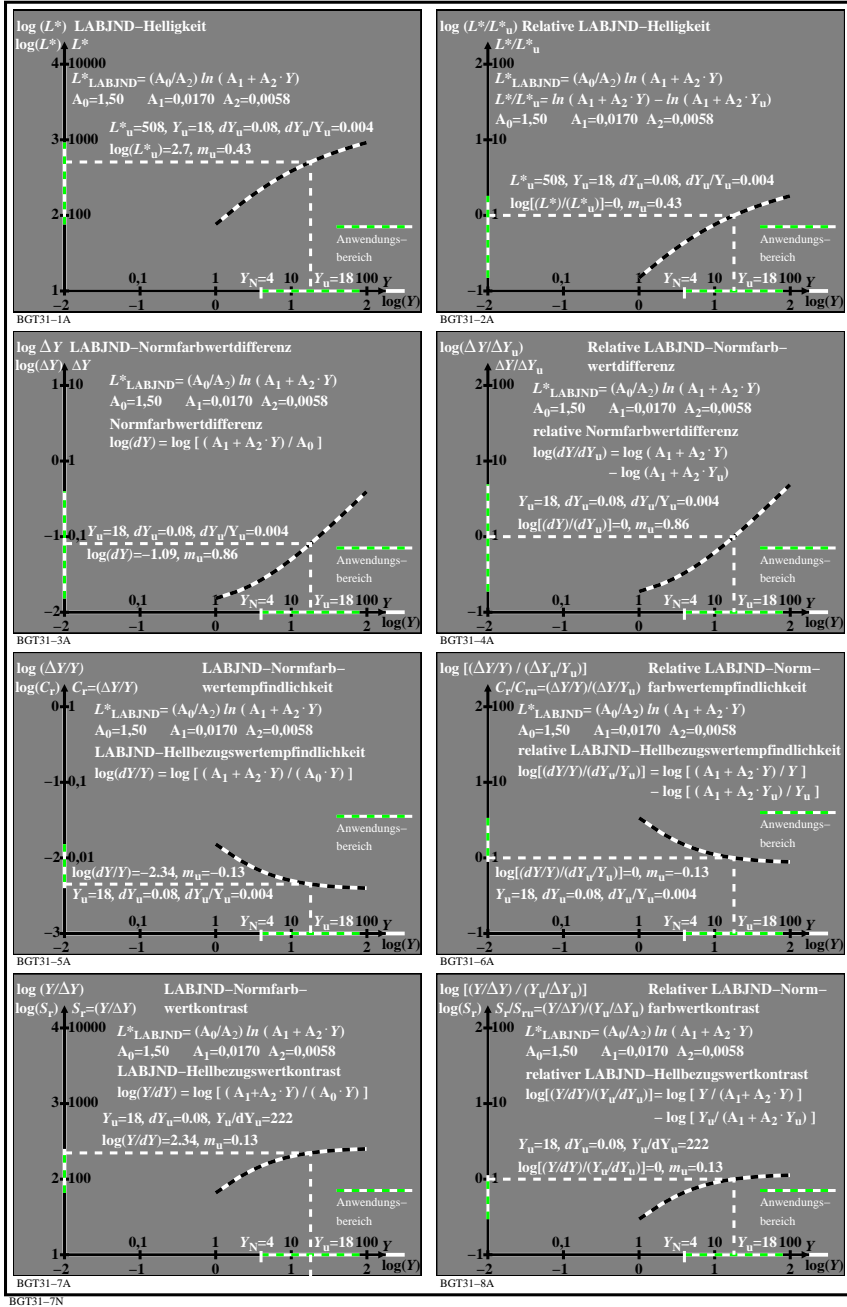 log (L*) LABJND–Helligkeit
log(L*) L*
4 10000
L*LABJND= (A0/A2) ln ( A1 + A2 · Y)
A0=1,50 A1=0,0170 A2=0,0058
L*u=508, Yu=18, dYu=0.08, dYu/Yu=0.004
3 1000
log(L*u)=2.7, mu=0.43
2 100
Anwendungs–
bereich
1 0,1 1 YN=4 10 Yu=18 100 Y
−2 −1 0 1 2 log(Y)
BGT31–1A
log (L*/L*u) Relative LABJND–Helligkeit
L*/L*u
2 100
L*LABJND= (A0/A2) ln ( A1 + A2 · Y)
L*/L*u= ln ( A1 + A2 · Y) − ln ( A1 + A2 · Yu)
A0=1,50 A1=0,0170 A2=0,0058
1 10
L*u=508, Yu=18, dYu=0.08, dYu/Yu=0.004
log[(L*)/(L*u)]=0, mu=0.43
0 1
Anwendungs–
bereich
−1 0,1 1 YN=4 10 Yu=18 100 Y
−2 −1 0 1 2 log(Y)
BGT31–2A
log ΔY LABJND–Normfarbwertdifferenz
log(ΔY) ΔY
1 10
L*LABJND= (A0/A2) ln ( A1 + A2 · Y)
A0=1,50 A1=0,0170 A2=0,0058
Normfarbwertdifferenz
log(dY) = log [ ( A1 + A2 · Y) / A0 ]
0 1
−1 0,1
Yu=18, dYu=0.08, dYu/Yu=0.004
log(dY)=−1.09, mu=0.86
Anwendungs–
bereich
−2 0,1 1 YN=4 10 Yu=18 100 Y
−2 −1 0 1 2 log(Y)
BGT31–3A
log(ΔY/ΔYu) Relative LABJND–Normfarb–
ΔY/ΔYu wertdifferenz
2 100
L*LABJND= (A0/A2) ln ( A1 + A2 · Y)
A0=1,50 A1=0,0170 A2=0,0058
relative Normfarbwertdifferenz
log(dY/dYu) = log ( A1 + A2 · Y)
− log (A1 + A2 · Yu)
1 10
Yu=18, dYu=0.08, dYu/Yu=0.004
log[(dY)/(dYu)]=0, mu=0.86
0 1
Anwendungs–
bereich
−1 0,1 1 YN=4 10 Yu=18 100 Y
−2 −1 0 1 2 log(Y)
BGT31–4A
log (ΔY/Y) LABJND–Normfarb–
log(Cr) Cr=(ΔY/Y) wertempfindlichkeit
0 1
L*LABJND= (A0/A2) ln ( A1 + A2 · Y)
A0=1,50 A1=0,0170 A2=0,0058
LABJND–Hellbezugswertempfindlichkeit
log(dY/Y) = log [ ( A1 + A2 · Y) / ( A0 · Y) ]
−1 0,1
Anwendungs–
bereich
−2 0,01
log(dY/Y)=−2.34, mu=−0.13
Yu=18, dYu=0.08, dYu/Yu=0.004
−3 0,1 1 YN=4 10 Yu=18 100 Y
−2 −1 0 1 2 log(Y)
BGT31–5A
log [(ΔY/Y) / (ΔYu/Yu)] Relative LABJND–Norm–
Cr/Cru=(ΔY/Y)/(ΔY/Yu) farbwertempfindlichkeit
2 100
L*LABJND= (A0/A2) ln ( A1 + A2 · Y)
A0=1,50 A1=0,0170 A2=0,0058
relative LABJND–Hellbezugswertempfindlichkeit
log[(dY/Y)/(dYu/Yu)] = log [ ( A1 + A2 · Y) / Y ]
− log [ ( A1 + A2 · Yu) / Yu ]
1 10
Anwendungs–
bereich
0 1
log[(dY/Y)/(dYu/Yu)]=0, mu=−0.13
Yu=18, dYu=0.08, dYu/Yu=0.004
−1 0,1 1 YN=4 10 Yu=18 100 Y
−2 −1 0 1 2 log(Y)
BGT31–6A
log (Y/ΔY) LABJND–Normfarb–
log(Sr) Sr=(Y/ΔY) wertkontrast
4 10000
L*LABJND= (A0/A2) ln ( A1 + A2 · Y)
A0=1,50 A1=0,0170 A2=0,0058
LABJND–Hellbezugswertkontrast
log(Y/dY) = log [ ( A1+A2 · Y) / ( A0 · Y) ]
3 1000
Yu=18, dYu=0.08, Yu/dYu=222
log(Y/dY)=2.34, mu=0.13
2 100
Anwendungs–
bereich
1 0,1 1 YN=4 10 Yu=18 100 Y
−2 −1 0 1 2 log(Y)
BGT31–7A
log [(Y/ΔY) / (Yu/ΔYu)] Relativer LABJND–Norm–
log(Sr) Sr/Sru=(Y/ΔY)/(Yu/ΔYu) farbwertkontrast
2 100
L*LABJND= (A0/A2) ln ( A1 + A2 · Y)
A0=1,50 A1=0,0170 A2=0,0058
relativer LABJND–Hellbezugswertkontrast
log[(Y/dY)/(Yu/dYu)]= log [ Y / (A1+ A2 · Y) ]
− log [ Yu / (A1 + A2 · Yu) ]
1 10
Yu=18, dYu=0.08, Yu/dYu=222
log[(Y/dY)/(Yu/dYu)]=0, mu=0.13
0 1
Anwendungs–
bereich
−1 0,1 1 YN=4 10 Yu=18 100 Y
−2 −1 0 1 2 log(Y)
BGT31–8A
BGT31–7N